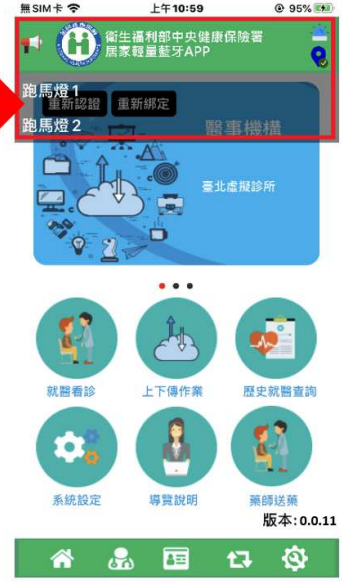 無SIM卡 上午10:59 95%
衛生福利部中央健康保險署
居家輕量藍牙APP
跑馬燈1
重新認證 重新綁定
跑馬燈2
醫事機構
臺北虛擬診所
就醫看診 上下傳作業 歷史就醫查詢
系統設定 導覽說明 藥師送藥
版本:0.0.11